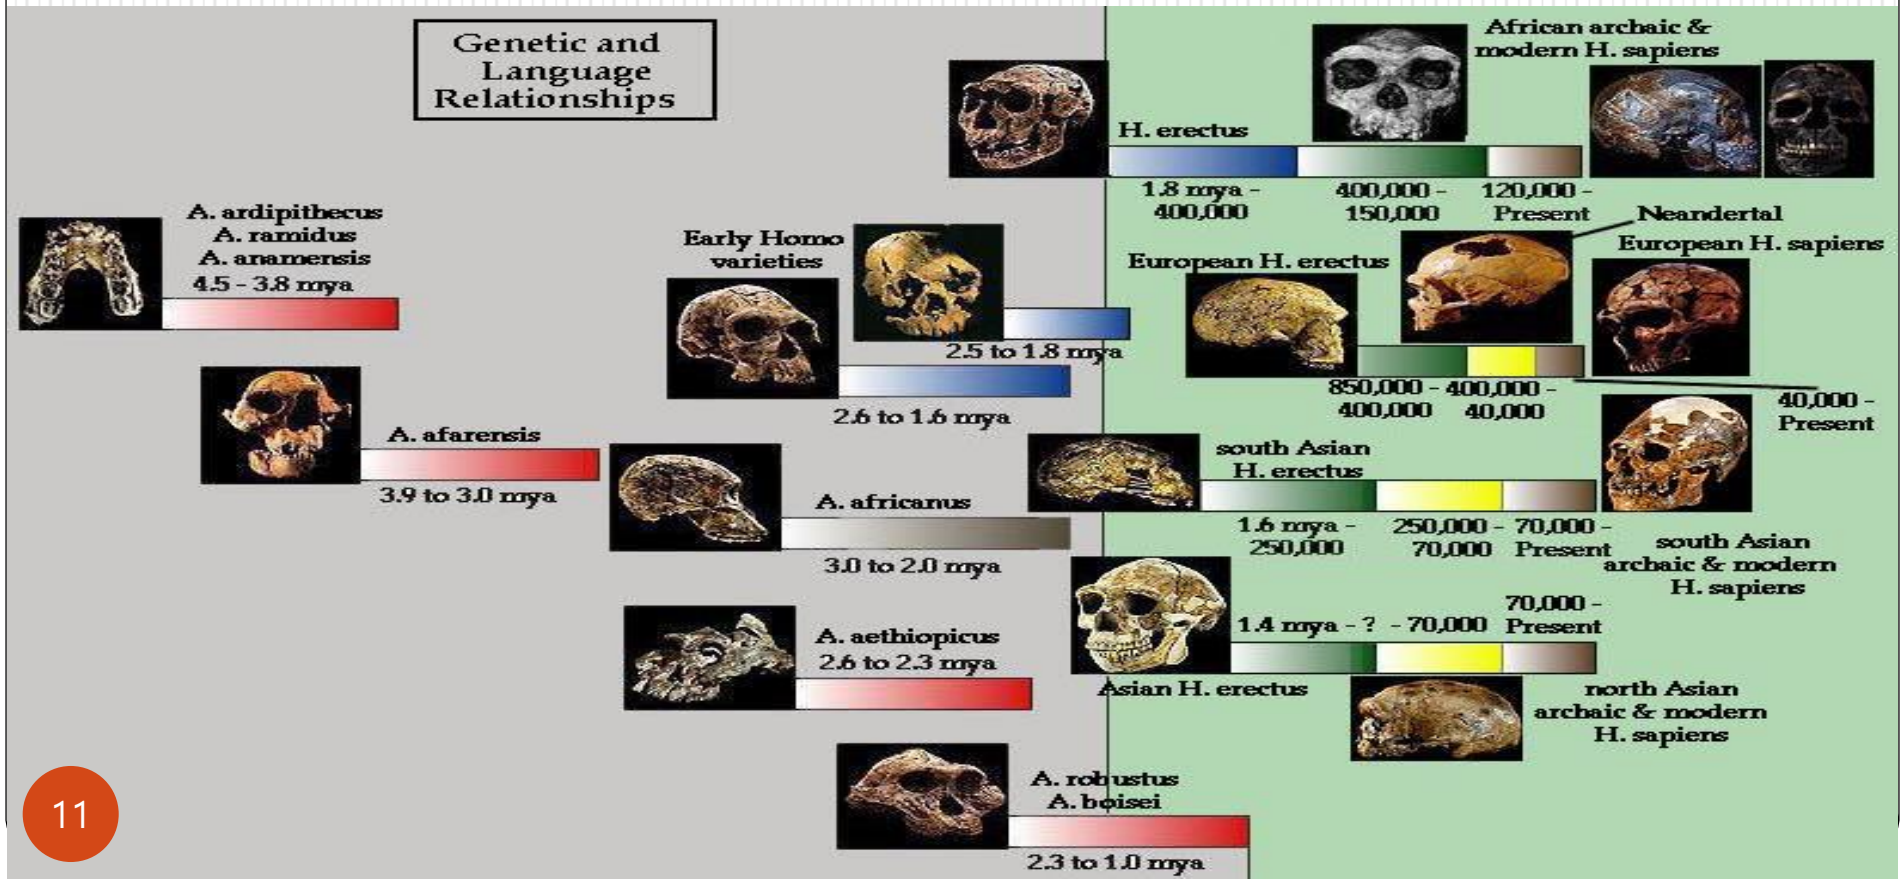 Genetic and
Language
Relationships
African archaic &
modern H. sapiens
H. erectus
1.8 mya -
400,000
400,000 -
150,000
120,000 -
Present
A. ardipithecus
A. ramidus
A. anamensis
4.5 - 3.8 mya
Early Homo
varieties
2.5 to 1.8 mya
2.6 to 1.6 mya
Neandertal
European H. sapiens
European H. erectus
850,000 -
400,000
400,000 -
40,000
40,000 -
Present
A. afarensis
3.9 to 3.0 mya
A. africanus
3.0 to 2.0 mya
south Asian
H. erectus
1.6 mya -
250,000
250,000 -
70,000
70,000 -
Present
south Asian
archaic & modern
H. sapiens
A. aethiopicus
2.6 to 2.3 mya
1.4 mya - ? - 70,000
70,000 -
Present
Asian H. erectus
north Asian
archaic & modern
H. sapiens
A. robustus
A. boisei
2.3 to 1.0 mya
11